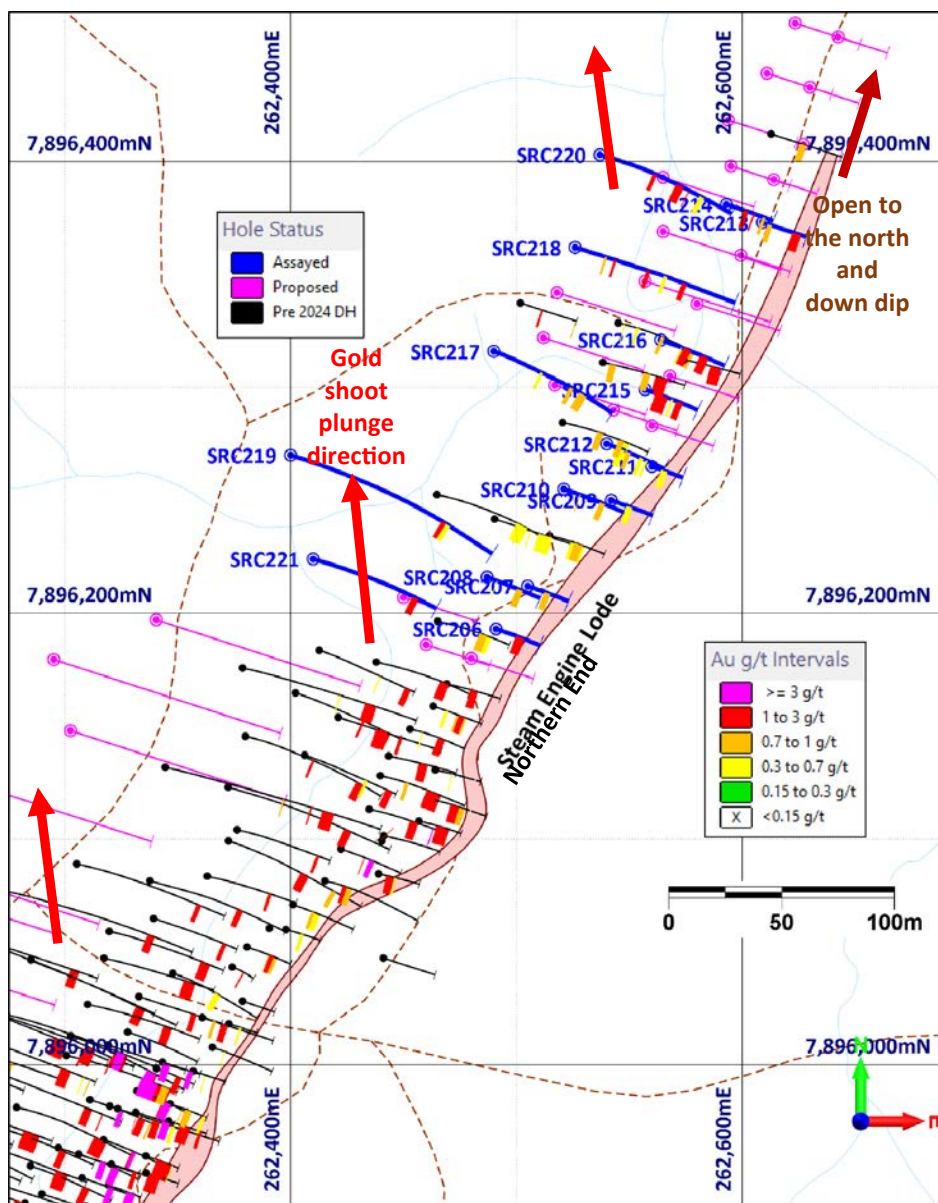 262,400mE
262,600mE
7,896,400mN
7,896,400mN
SRC220
SRC214
SRC213
Open to
the north
and
down dip
Hole Status
Assayed
Proposed
Pre 2024 DH
SRC218
SRC216
SRC217
Gold
shoot
plunge
direction
SRC215
SRC212
SRC211
SRC219
SRC210
SRC209
SRC221
SRC208
SRC207
7,896,200mN
7,896,200mN
SRC206
Steam Engine Lode
Northern End
Au g/t Intervals
>= 3 g/t
1 to 3 g/t
0.7 to 1 g/t
0.3 to 0.7 g/t
0.15 to 0.3 g/t
X <0.15 g/t
0 50 100m
7,896,000mN
7,896,000mN
N
262,400mE
262,600mE